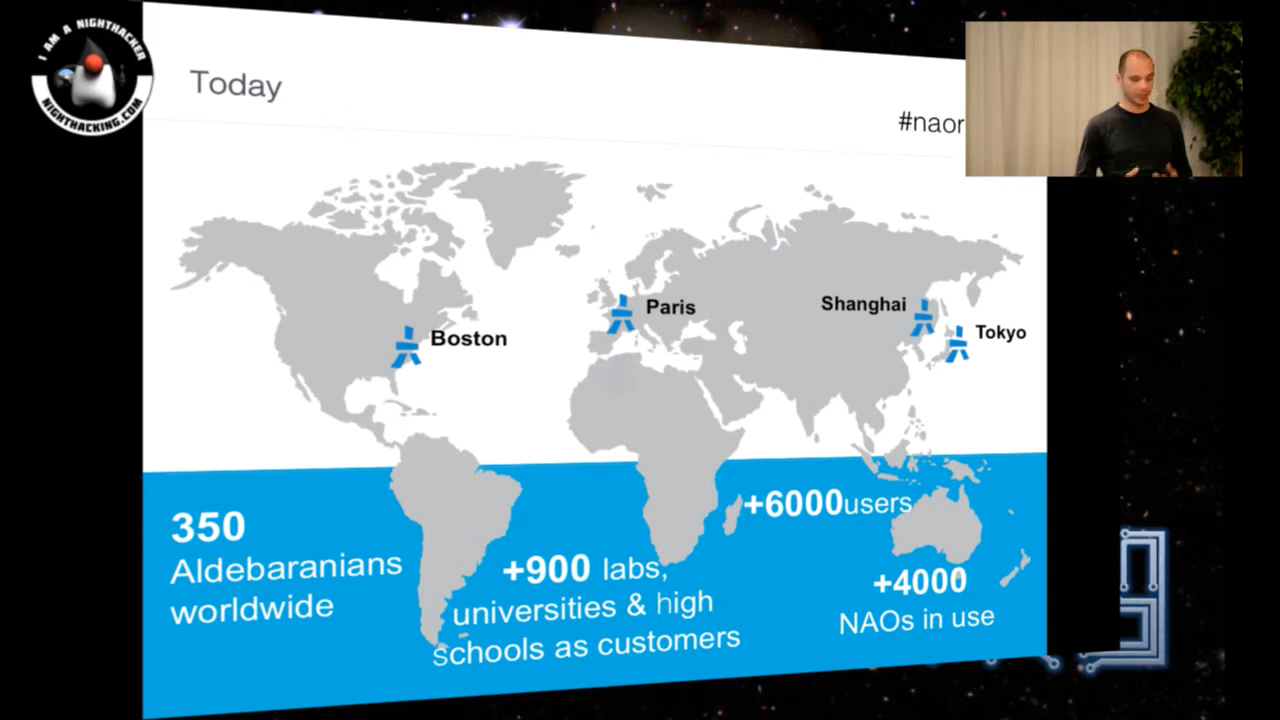 I AM A NIGHTHACKER
NIGHTHACKING.COM
Today
#naor
Paris
Shanghai
Boston
Tokyo
350
Aldebaranians
worldwide
+900 labs,
universities & high
schools as customers
+6000users
+4000
NAOs in use